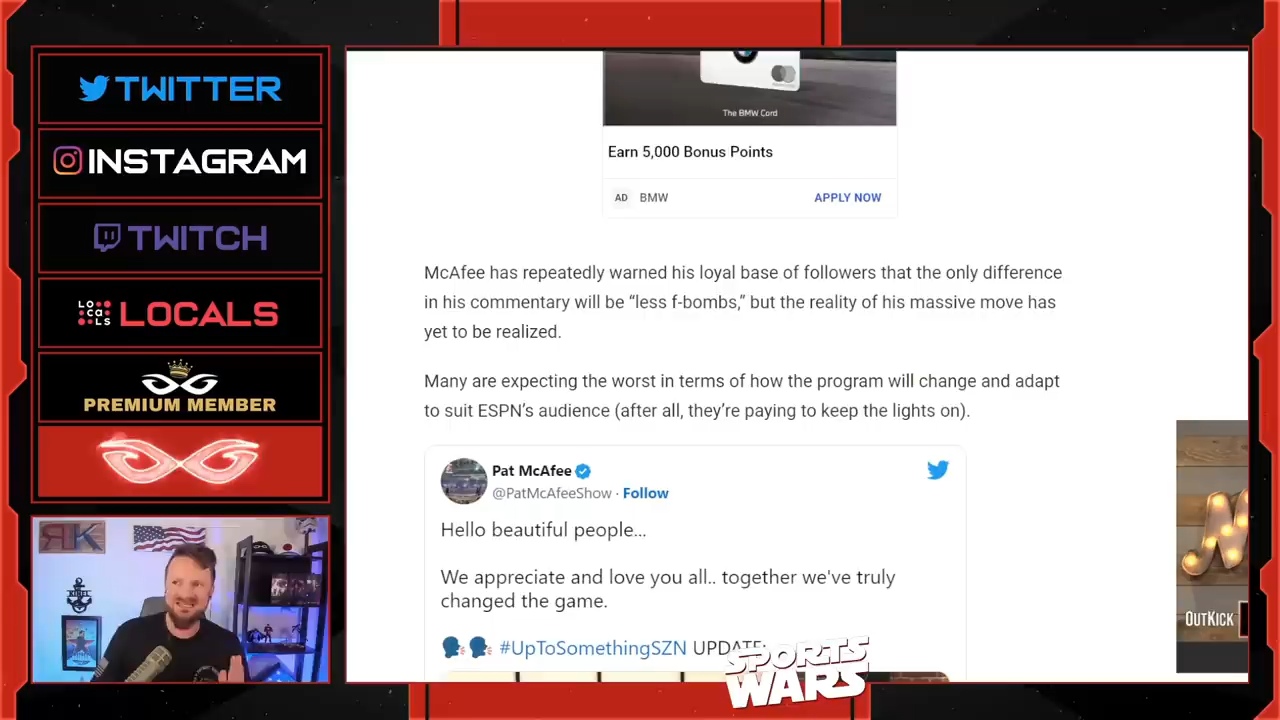 TWITTER
INSTAGRAM
TWITCH
LOCALS
LOCALS
PREMIUM MEMBER
RK
The BMW Card
Earn 5,000 Bonus Points
AD BMW APPLY NOW
McAfee has repeatedly warned his loyal base of followers that the only difference
in his commentary will be “less f-bombs,” but the reality of his massive move has
yet to be realized.
Many are expecting the worst in terms of how the program will change and adapt
to suit ESPN’s audience (after all, they’re paying to keep the lights on).
Pat McAfee
@PatMcAfeeShow · Follow
Hello beautiful people...
We appreciate and love you all.. together we've truly
changed the game.
#UpToSomethingSZN UPDATE
SPORTS
WARS
OUTKICK